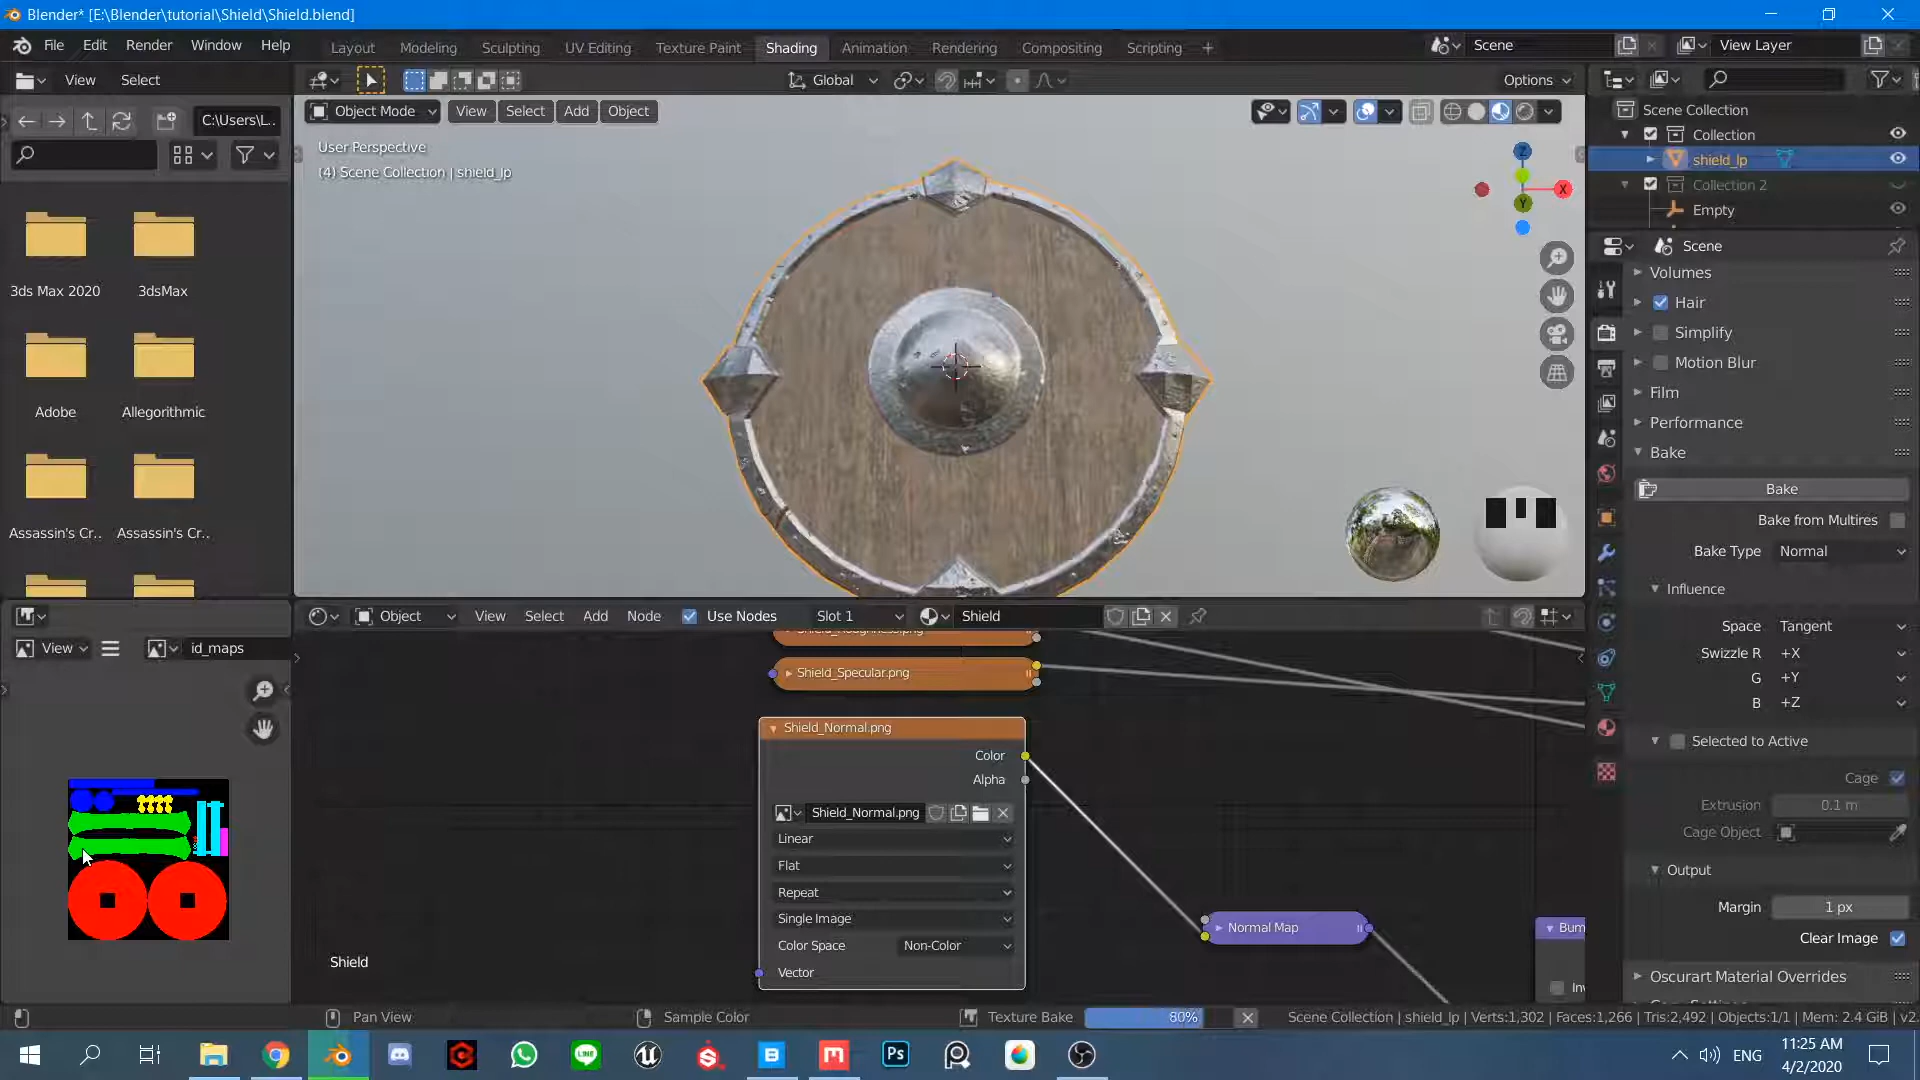 Blender* [E:\Blender\tutorial\Shield\Shield.blend]
File Edit Render Window Help
Layout Modeling Sculpting UV Editing Texture Paint Shading Animation Rendering Compositing Scripting +
Scene
View Layer
View Select
Global
Options
C:\Users\L..
Object Mode View Select Add Object
User Perspective
(4) Scene Collection | shield_lp
Z
X
Y
3ds Max 2020
3dsMax
Adobe
Allegorithmic
Assassin's Cr..
Assassin's Cr..
Scene Collection
Collection
shield_lp
Collection 2
Empty
Scene
Volumes
Hair
Simplify
Motion Blur
Film
Performance
Bake
Bake
Bake from Multires
Bake Type Normal
Influence
Space Tangent
Swizzle R +X
G +Y
B +Z
Selected to Active
Cage
Extrusion 0.1 m
Cage Object
Output
Margin 1 px
Clear Image
Oscurart Material Overrides
View
id_maps
Object View Select Add Node Use Nodes Slot 1 Shield
Shield_Roughness.png
Shield_Specular.png
Shield_Normal.png
Color
Alpha
Shield_Normal.png
Linear
Flat
Repeat
Single Image
Color Space Non-Color
Vector
Normal Map
Bum
Inv
Shield
Pan View
Sample Color
Texture Bake 80%
Scene Collection | shield_lp | Verts:1,302 | Faces:1,266 | Tris:2,492 | Objects:1/1 | Mem: 2.4 GiB | v2.
Ps
ENG
11:25 AM
4/2/2020